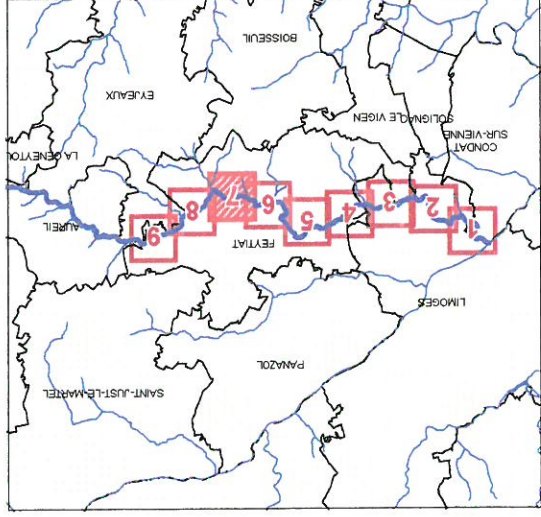 SAINT-JUST-LE-MARTEL
PANAZOL
LIMOGES
FEYTIAT
AUREIL
1
2
3
4
5
6
7
8
9
LA GENEYTOU
CONDAT
SUR-VIENNE
SOLIGNAC
LE VIGEN
EYJEAUX
BOISSEUIL